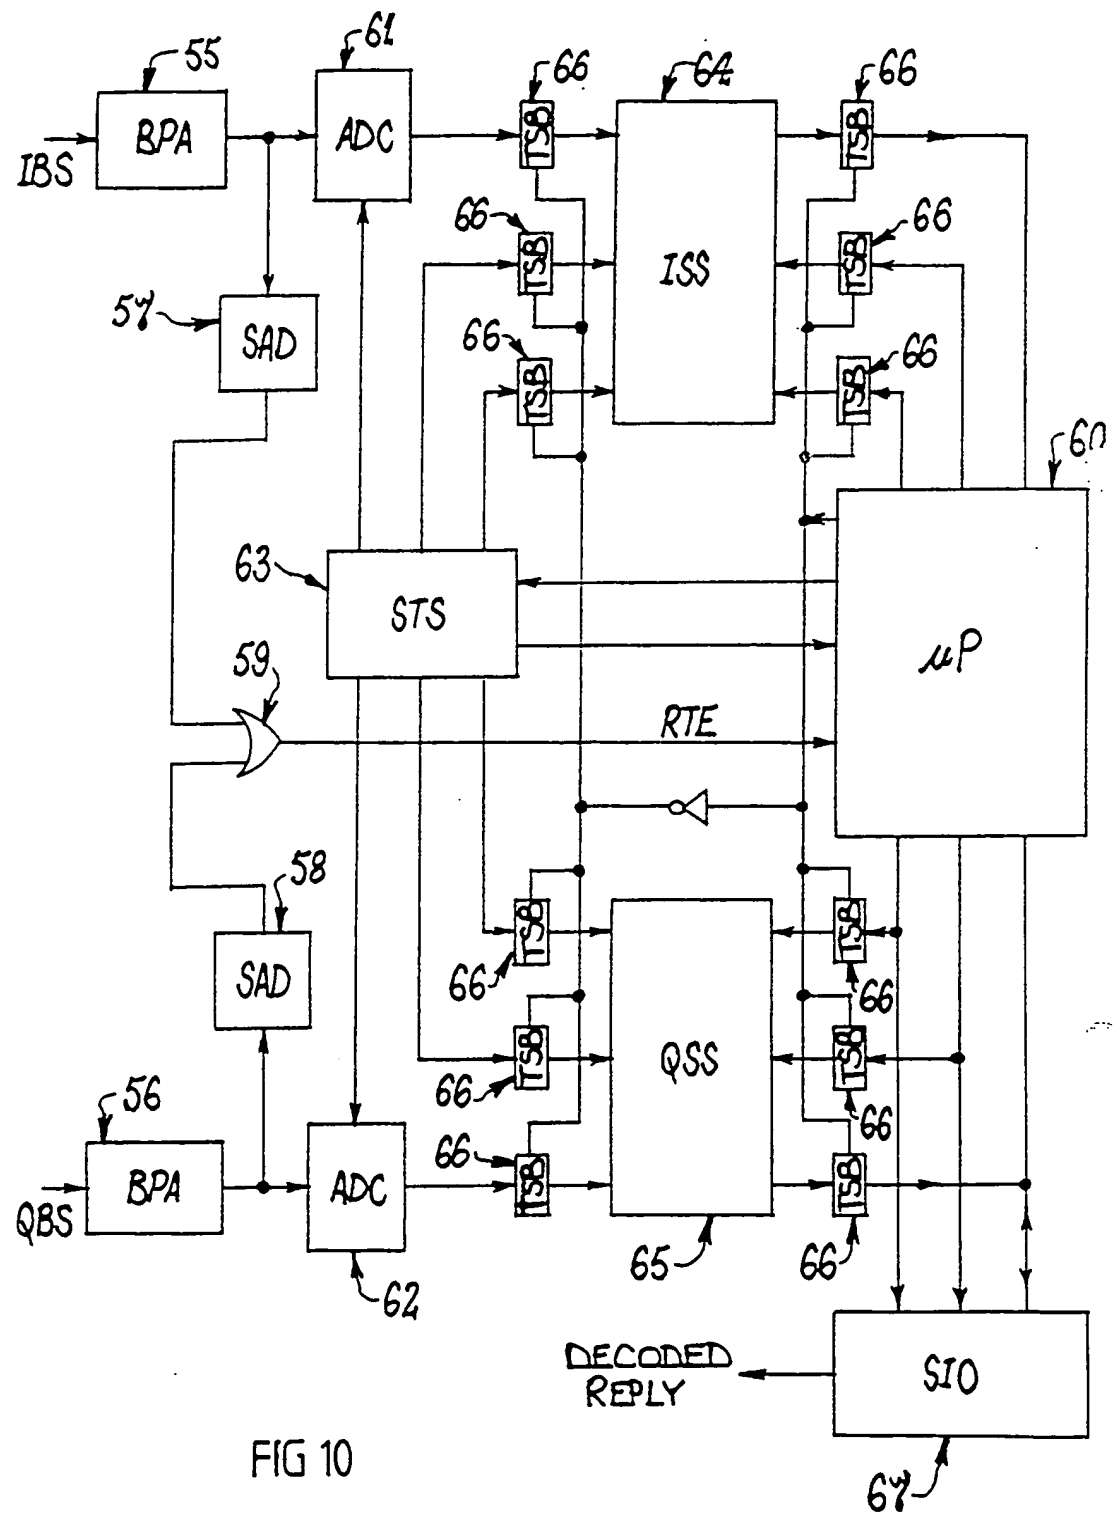 55
61
66
64
66
BPA
ADC
TSB
TSB
IBS
66
66
TSB
ISS
TSB
57
SAD
66
66
TSB
TSB
60
63
STS
µP
59
RTE
58
TSB
TSB
SAD
66
66
TSB
QSS
TSB
56
66
66
66
BPA
ADC
TSB
TSB
QBS
65
66
62
DECODED
REPLY
SIO
FIG 10
67